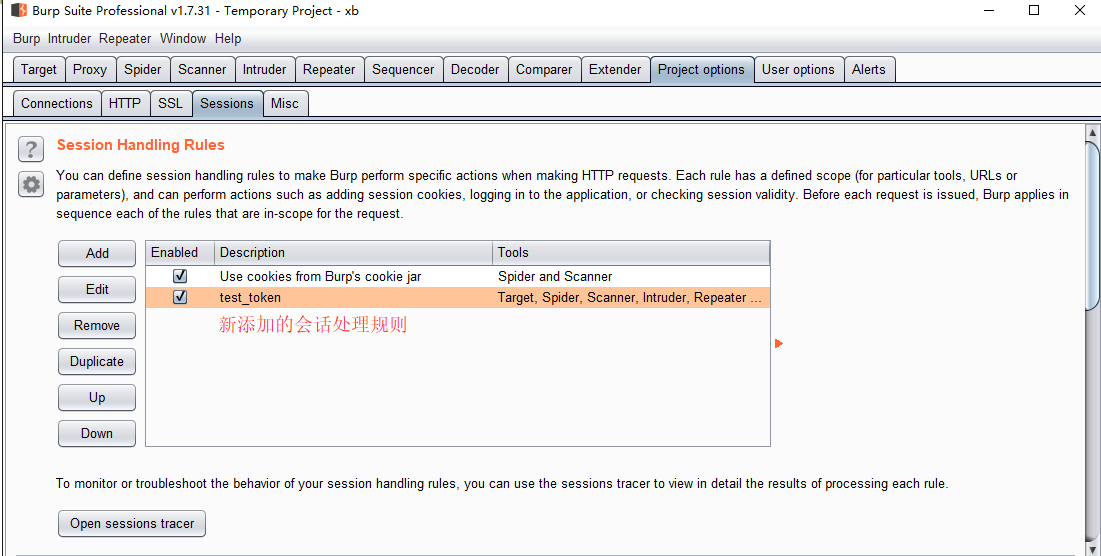 Burp Suite Professional v1.7.31 - Temporary Project - xb
Burp Intruder Repeater Window Help
Target Proxy Spider Scanner Intruder Repeater Sequencer Decoder Comparer Extender Project options User options Alerts
Connections HTTP SSL Sessions Misc
? Session Handling Rules
You can define session handling rules to make Burp perform specific actions when making HTTP requests. Each rule has a defined scope (for particular tools, URLs or
parameters), and can perform actions such as adding session cookies, logging in to the application, or checking session validity. Before each request is issued, Burp applies in
sequence each of the rules that are in-scope for the request.
Add Enabled Description Tools
Use cookies from Burp's cookie jar Spider and Scanner
Edit test_token Target, Spider, Scanner, Intruder, Repeater ...
Remove 新添加的会话处理规则
Duplicate
Up
Down
To monitor or troubleshoot the behavior of your session handling rules, you can use the sessions tracer to view in detail the results of processing each rule.
Open sessions tracer